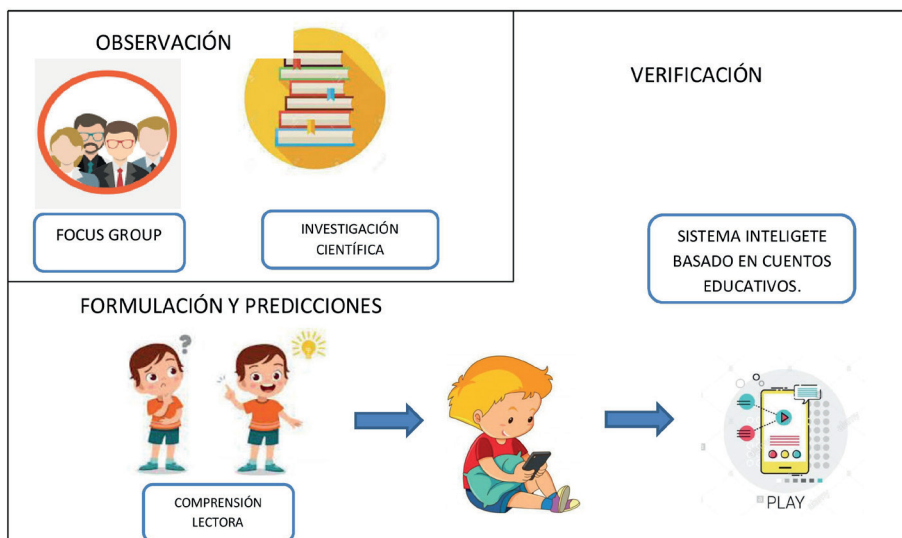 OBSERVACIÓN
FOCUS GROUP
INVESTIGACIÓN
CIENTÍFICA
VERIFICACIÓN
SISTEMA INTELIGETE
BASADO EN CUENTOS
EDUCATIVOS.
FORMULACIÓN Y PREDICCIONES
?
COMPRENSIÓN
LECTORA
PLAY